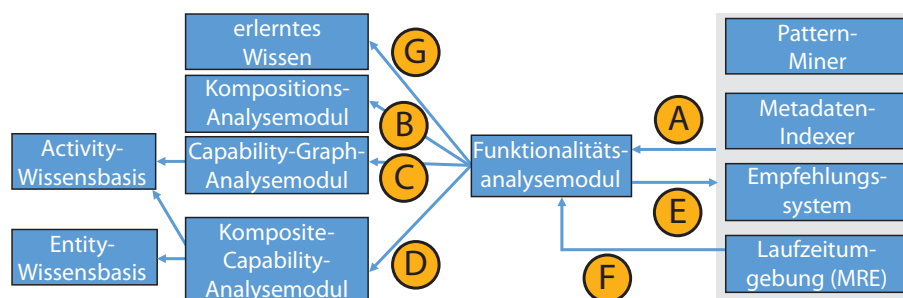 erlerntes
Wissen
G
Pattern-
Miner
Kompositions-
Analysemodul
B
A
Metadaten-
Indexer
Activity-
Wissensbasis
Capability-Graph-
Analysemodul
C
Funktionalitäts-
analysemodul
E
Empfehlungs-
system
Entity-
Wissensbasis
Komposite-
Capability-
Analysemodul
D
F
Laufzeitum-
gebung (MRE)